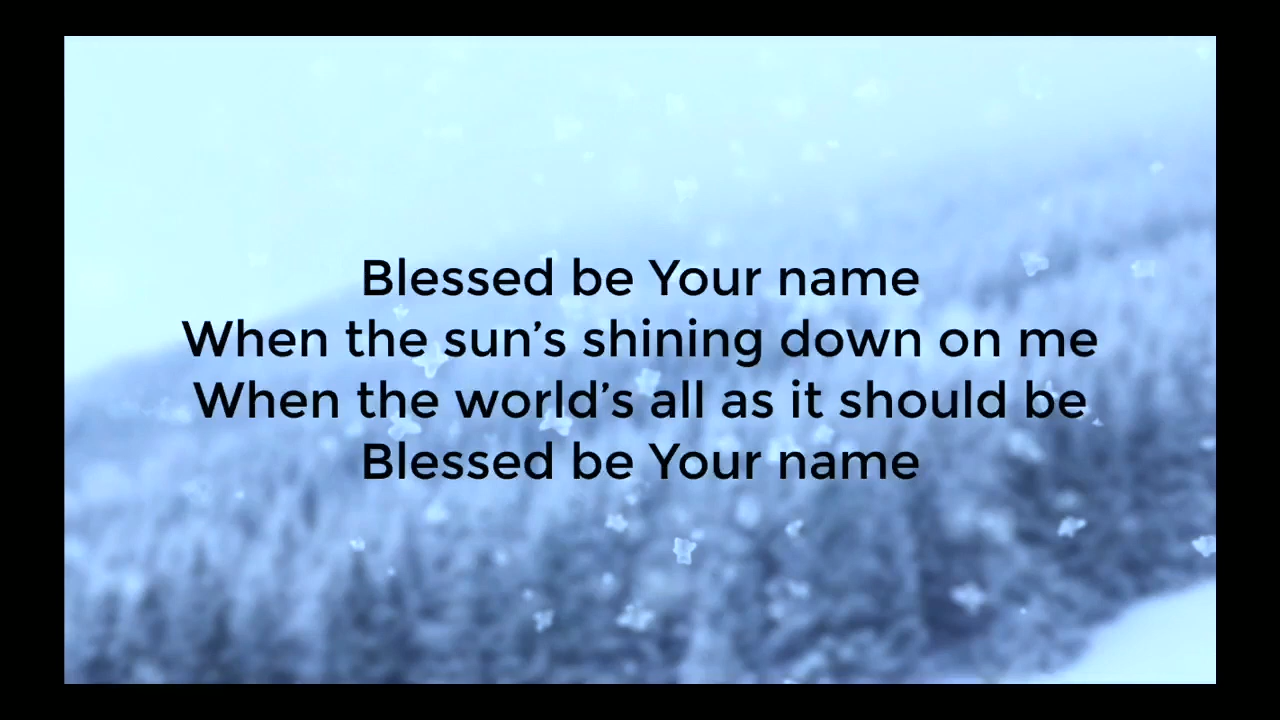 Blessed be Your name
When the sun’s shining down on me
When the world’s all as it should be
Blessed be Your name